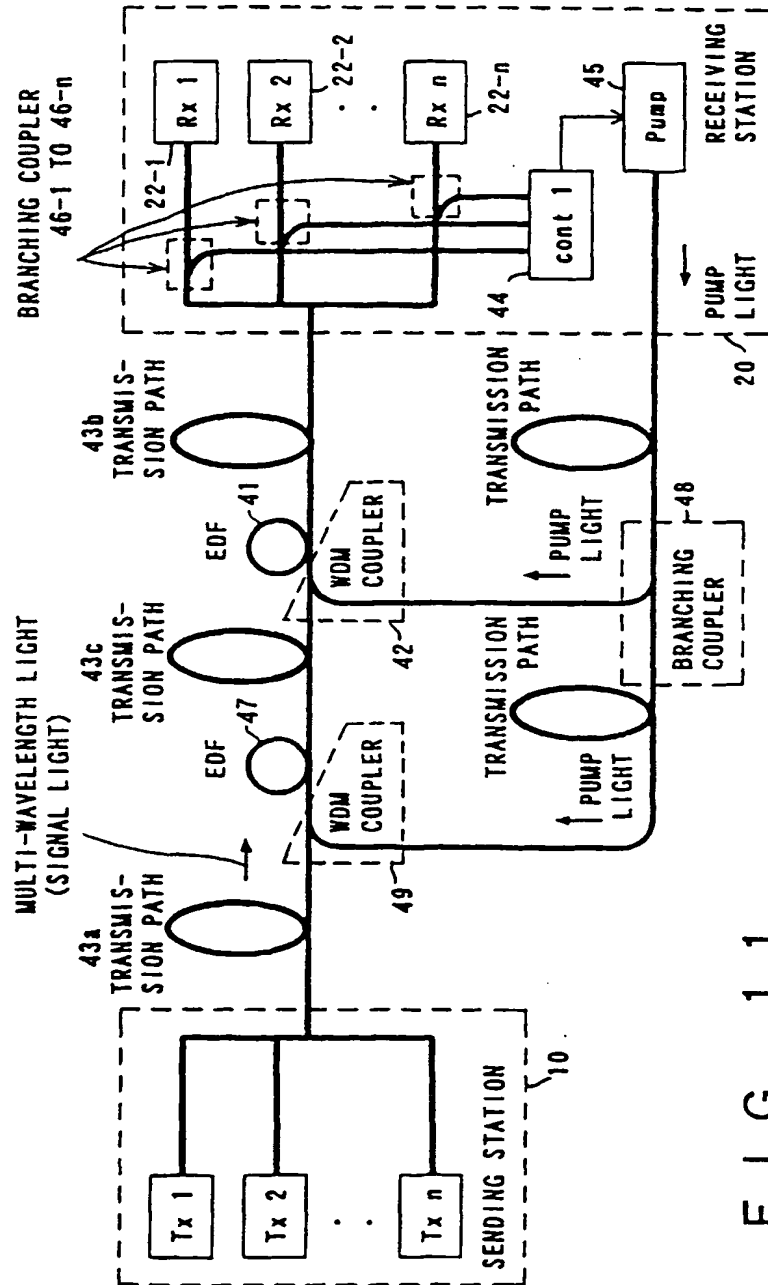 BRANCHING COUPLER
46-1 TO 46-n
MULTI-WAVELENGTH LIGHT
(SIGNAL LIGHT)
43a
TRANSMIS-
SION PATH
43c
TRANSMIS-
SION PATH
43b
TRANSMIS-
SION PATH
EDF
47
EDF
41
WDM
COUPLER
49
WDM
COUPLER
42
Tx 1
Tx 2
. .
Tx n
SENDING STATION
10
22-1
Rx 1
Rx 2
22-2
. .
Rx n
22-n
44
cont 1
Pump
45
RECEIVING
STATION
PUMP
LIGHT
20
TRANSMISSION
PATH
TRANSMISSION
PATH
PUMP
LIGHT
PUMP
LIGHT
BRANCHING
COUPLER
48
FIG. 11